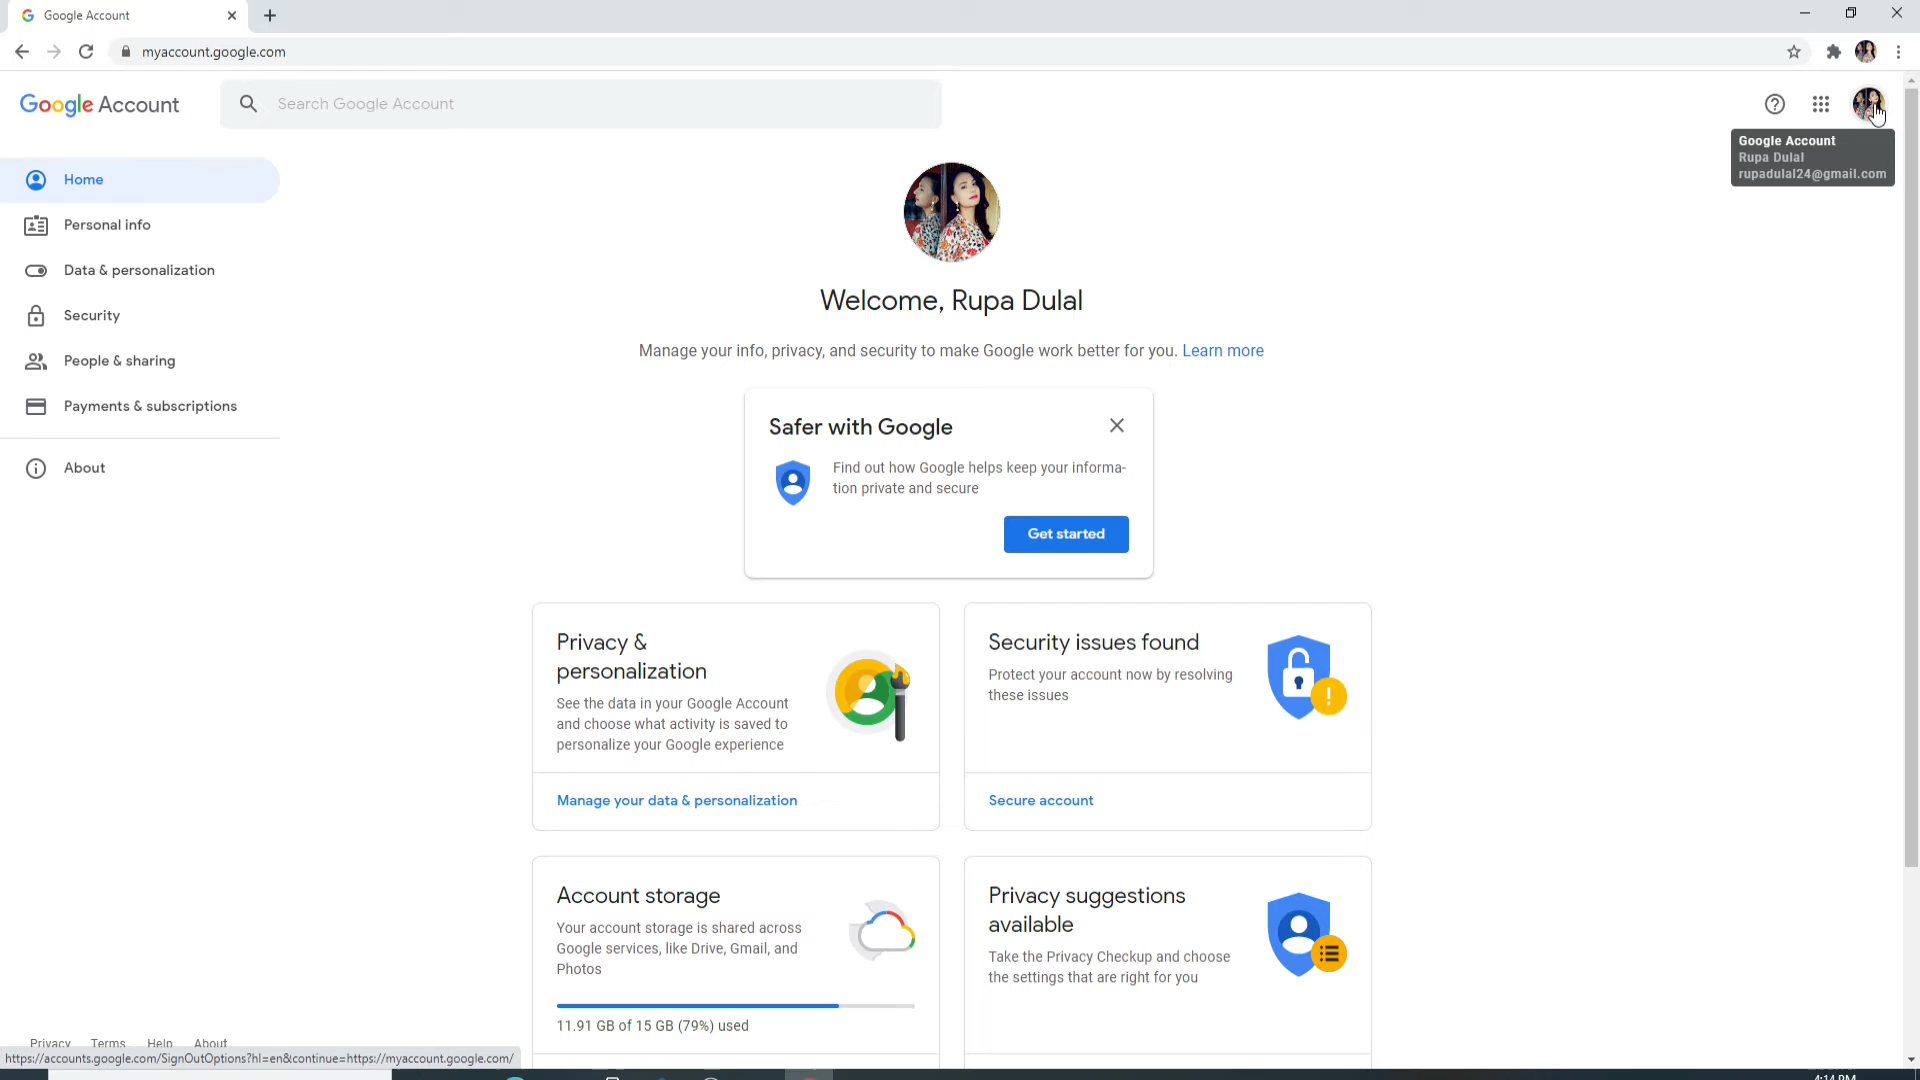 Google Account
myaccount.google.com
Google Account
Search Google Account
Google Account
Rupa Dulal
rupadulal24@gmail.com
Home
Personal info
Data & personalization
Security
People & sharing
Payments & subscriptions
About
Welcome, Rupa Dulal
Manage your info, privacy, and security to make Google work better for you. Learn more
Safer with Google
Find out how Google helps keep your informa-
tion private and secure
Get started
Privacy &
personalization
See the data in your Google Account
and choose what activity is saved to
personalize your Google experience
Manage your data & personalization
Security issues found
Protect your account now by resolving
these issues
Secure account
Account storage
Your account storage is shared across
Google services, like Drive, Gmail, and
Photos
11.91 GB of 15 GB (79%) used
Privacy suggestions
available
Take the Privacy Checkup and choose
the settings that are right for you
Privacy Terms Help About
https://accounts.google.com/SignOutOptions?hl=en&continue=https://myaccount.google.com/
4:14 PM